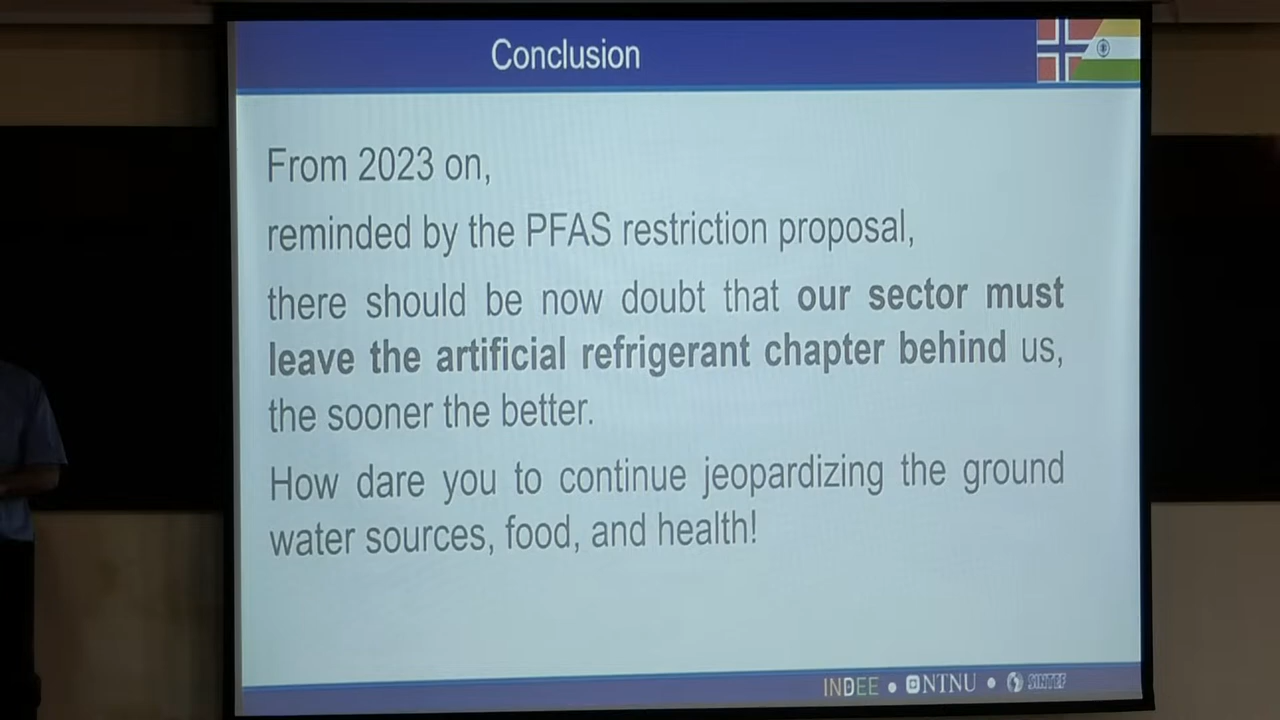 Conclusion
From 2023 on,
reminded by the PFAS restriction proposal,
there should be now doubt that our sector must
leave the artificial refrigerant chapter behind us,
the sooner the better.
How dare you to continue jeopardizing the ground
water sources, food, and health!
INDEE • NTNU • SINTEF